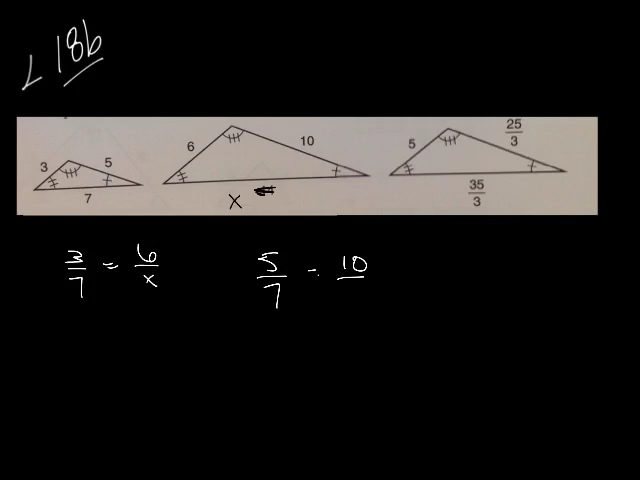 L 18b
3 5 7
6 10 x
5 25/3 35/3
3/7 = 6/x
5/7 - 10